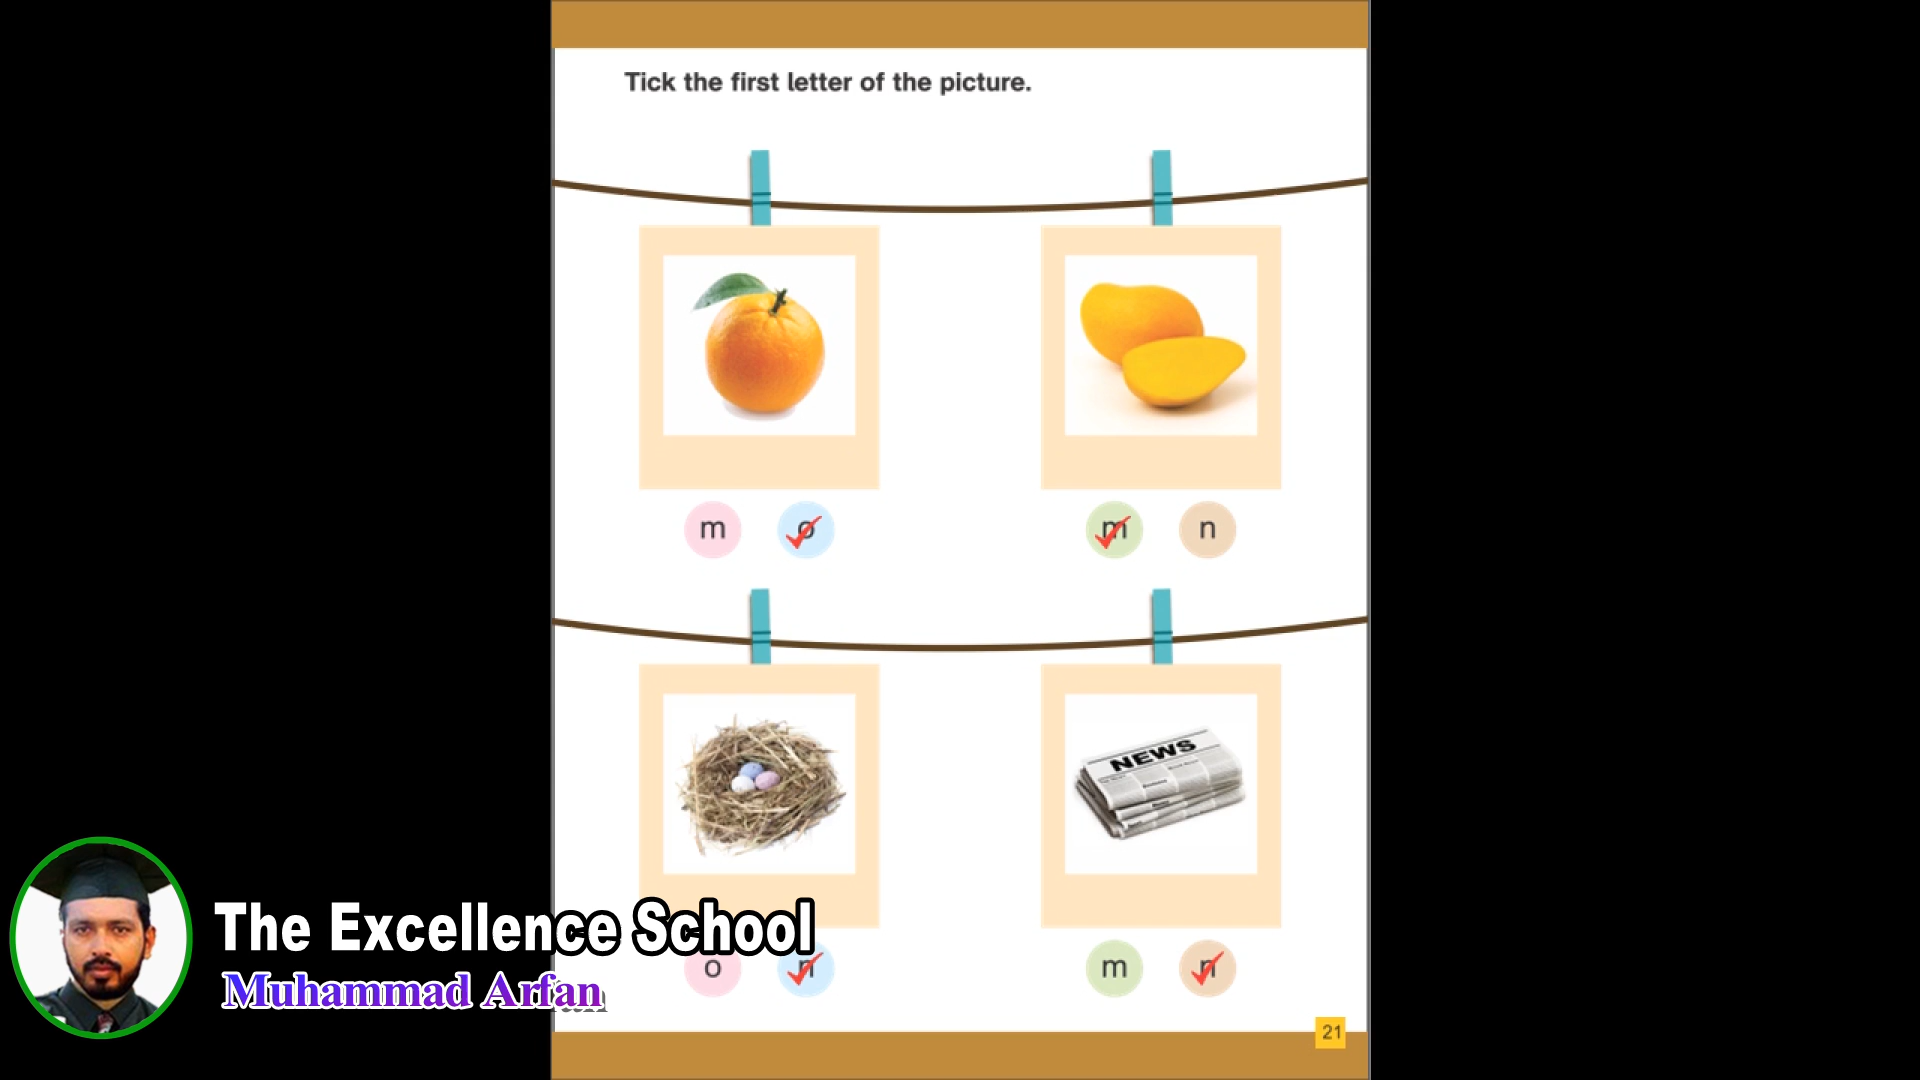 Tick the first letter of the picture.
m o
m n
NEWS
The Excellence School
Muhammad Arfan
o n
m n
21